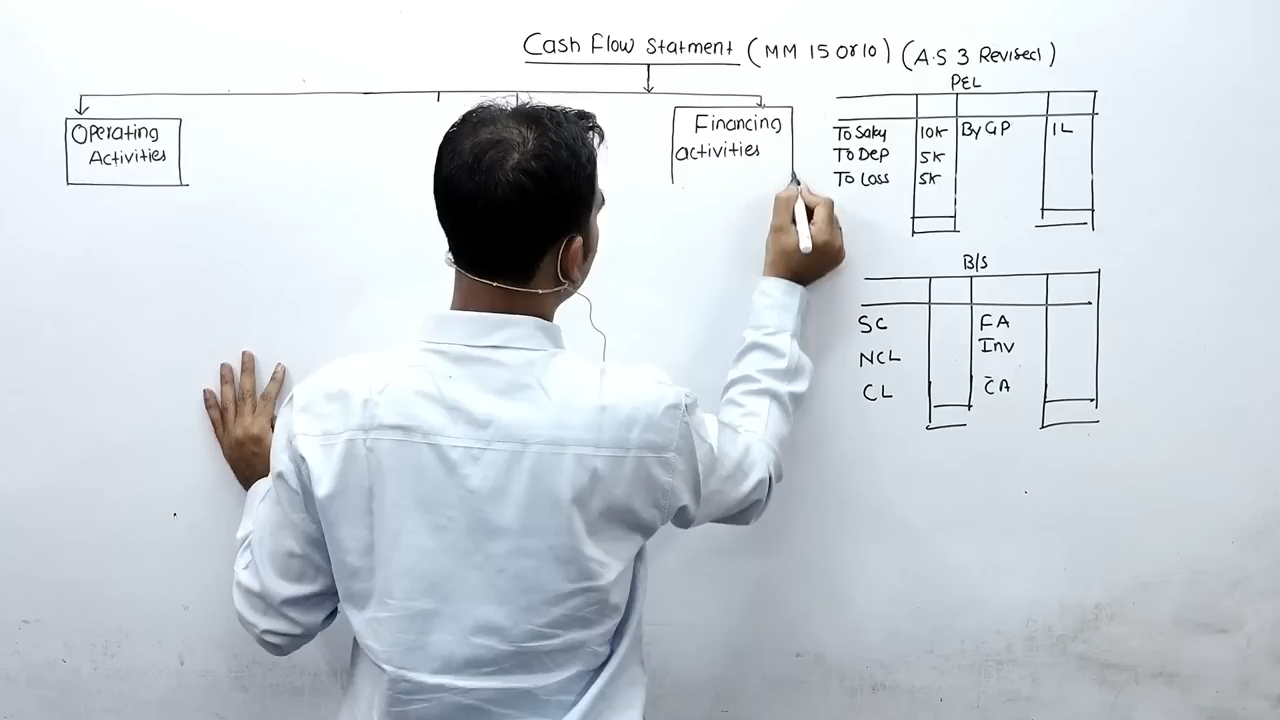 Cash Flow Statment (MM 15 Or 10) (A.S 3 Revised)
Operating
Activities
Financing
activities
P&L
To Salary 10K By GP 1L
To Dep 5K
To Loss 5K
B/S
SC FA
NCL Inv
CL CA